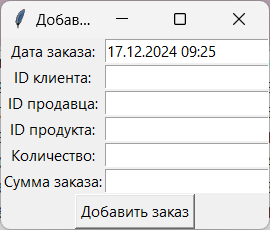 Добав...
Дата заказа: 17.12.2024 09:25
ID клиента:
ID продавца:
ID продукта:
Количество:
Сумма заказа:
Добавить заказ